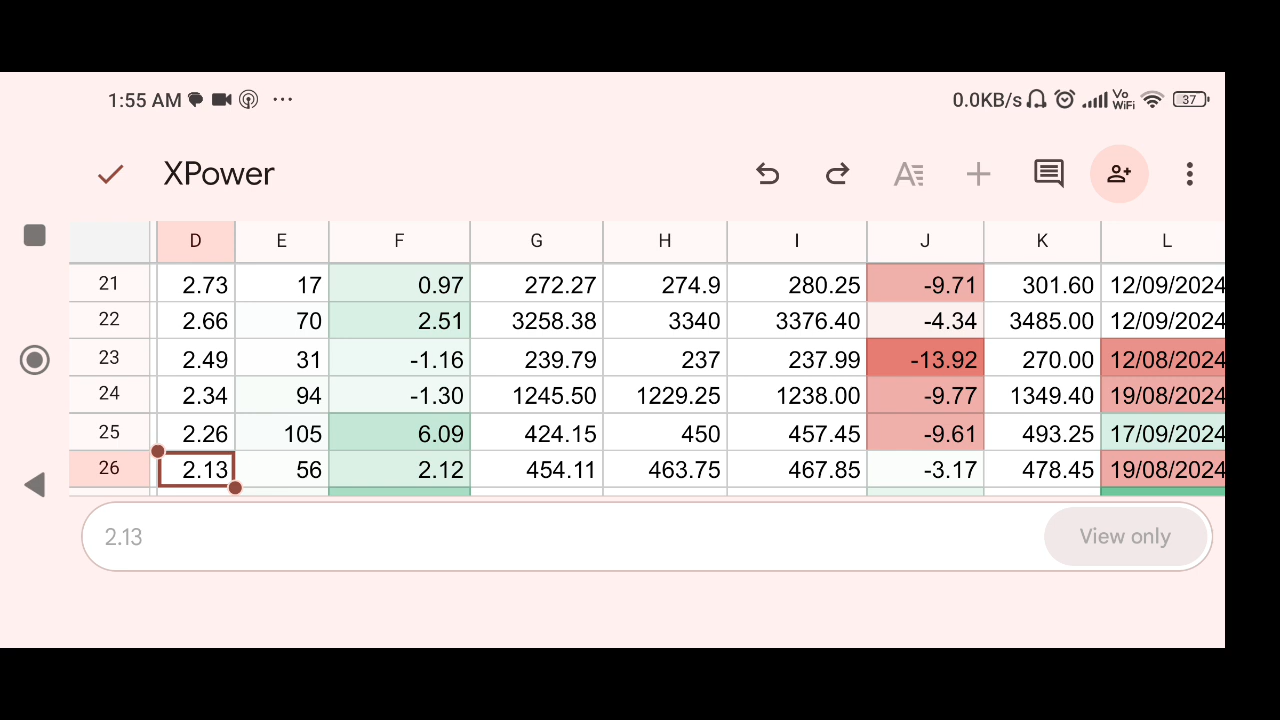 1:55 AM ... 0.0KB/s Vo WiFi 37
XPower
D E F G H I J K L
21 2.73 17 0.97 272.27 274.9 280.25 -9.71 301.60 12/09/2024
22 2.66 70 2.51 3258.38 3340 3376.40 -4.34 3485.00 12/09/2024
23 2.49 31 -1.16 239.79 237 237.99 -13.92 270.00 12/08/2024
24 2.34 94 -1.30 1245.50 1229.25 1238.00 -9.77 1349.40 19/08/2024
25 2.26 105 6.09 424.15 450 457.45 -9.61 493.25 17/09/2024
26 2.13 56 2.12 454.11 463.75 467.85 -3.17 478.45 19/08/2024
2.13 View only